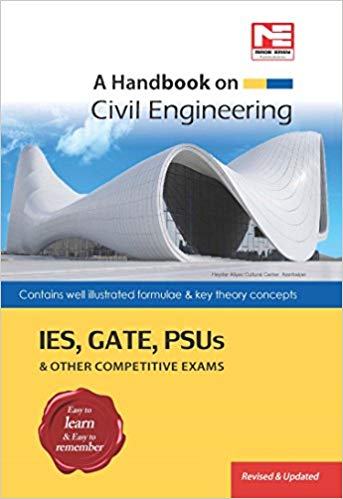 MADE EASY
Publications
A Handbook on
Civil Engineering
Heydar Aliyev Cultural Center, Azerbaijan
Contains well illustrated formulae & key theory concepts
IES, GATE, PSUs
& OTHER COMPETITIVE EXAMS
Easy to
learn
& Easy to
remember
Revised & Updated